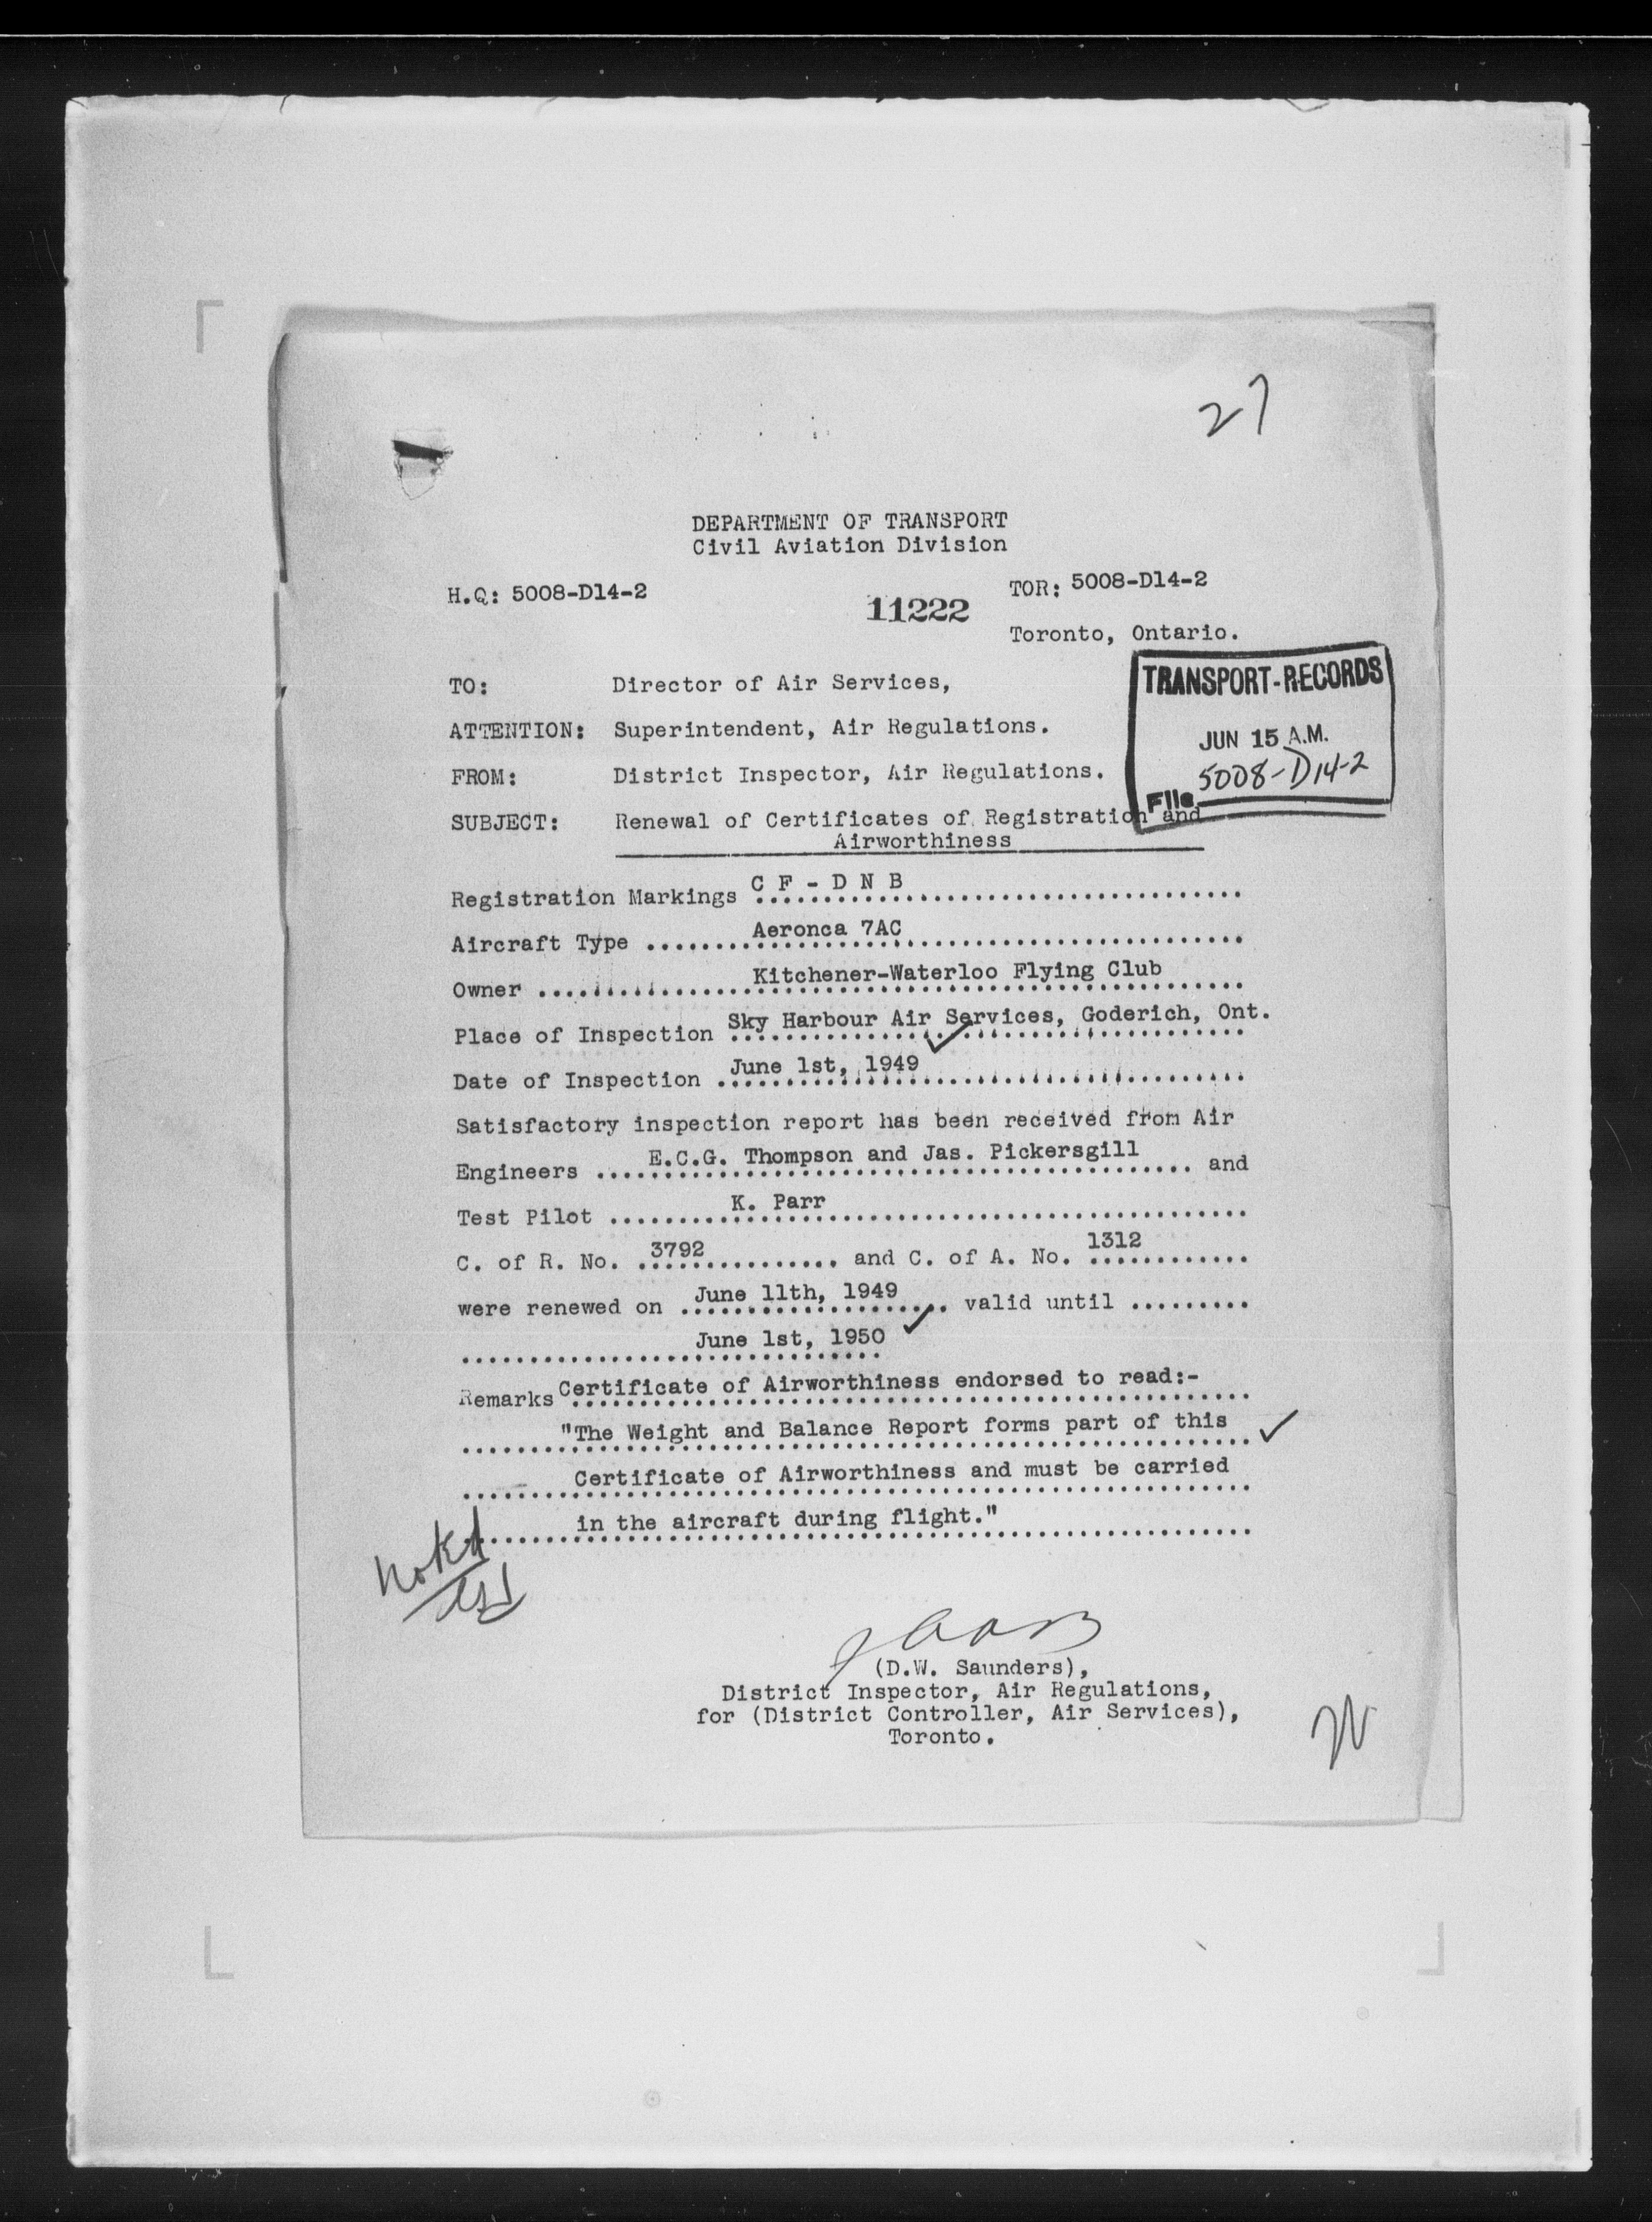 27
DEPARTMENT OF TRANSPORT
Civil Aviation Division
H.Q: 5008-D14-2
TOR: 5008-D14-2
11222
Toronto, Ontario.
TRANSPORT-RECORDS
JUN 15 A.M.
5008-D14-2
File
TO: Director of Air Services,
ATTENTION: Superintendent, Air Regulations.
FROM: District Inspector, Air Regulations.
SUBJECT: Renewal of Certificates of Registration and
Airworthiness
Registration Markings C F - D N B
Aircraft Type Aeronca 7AC
Owner Kitchener-Waterloo Flying Club
Place of Inspection Sky Harbour Air Services, Goderich, Ont.
Date of Inspection June 1st, 1949
Satisfactory inspection report has been received from Air
Engineers E.C.G. Thompson and Jas. Pickersgill and
Test Pilot K. Parr
C. of R. No. 3792 and C. of A. No. 1312
were renewed on June 11th, 1949 valid until
June 1st, 1950
Remarks Certificate of Airworthiness endorsed to read:-
"The Weight and Balance Report forms part of this
Certificate of Airworthiness and must be carried
in the aircraft during flight."
Noted
(D.W. Saunders),
District Inspector, Air Regulations,
for (District Controller, Air Services),
Toronto.